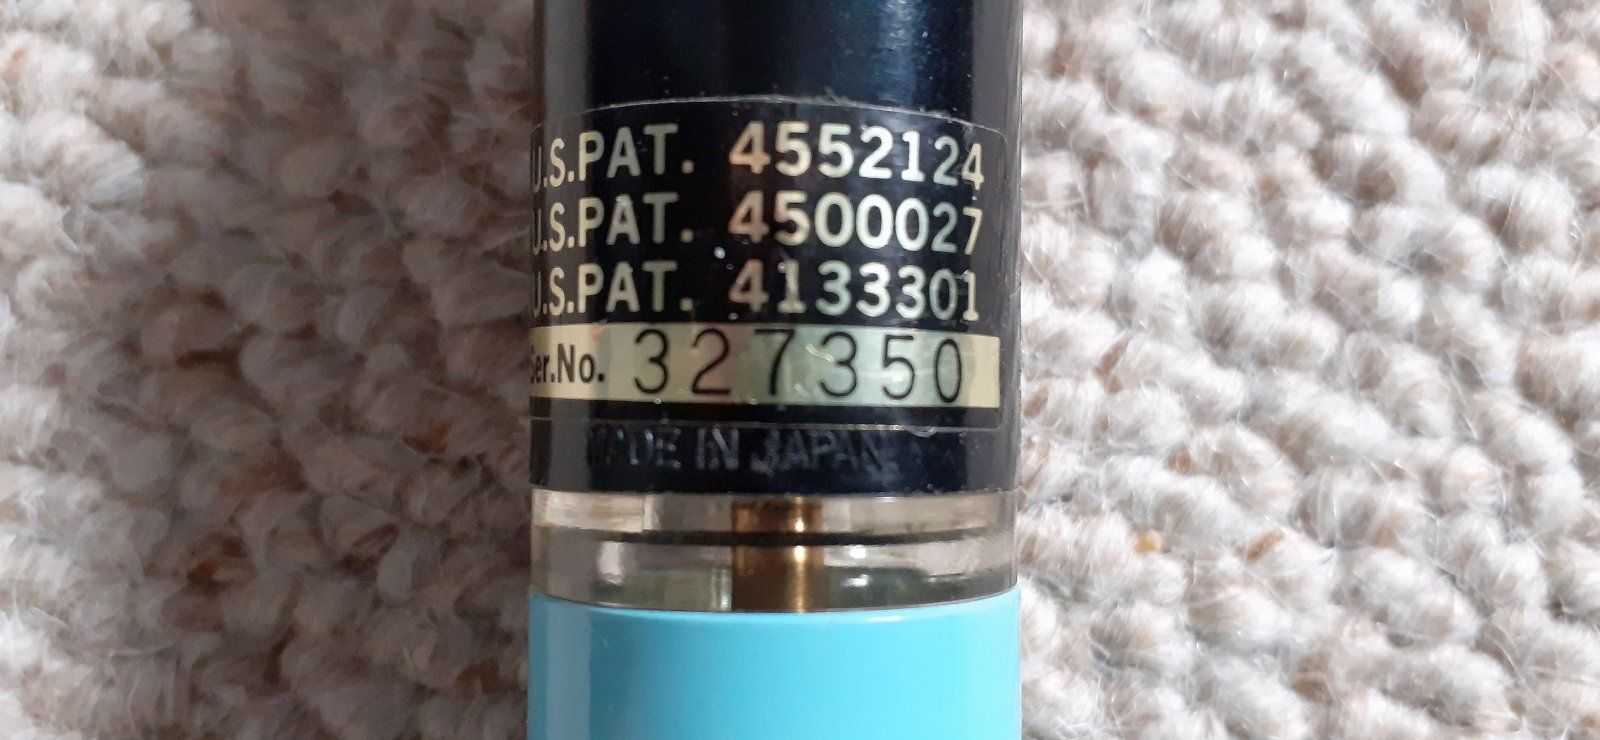 U.S.PAT. 4552124
U.S.PAT. 4500027
U.S.PAT. 4133301
Ser.No. 327350
MADE IN JAPAN